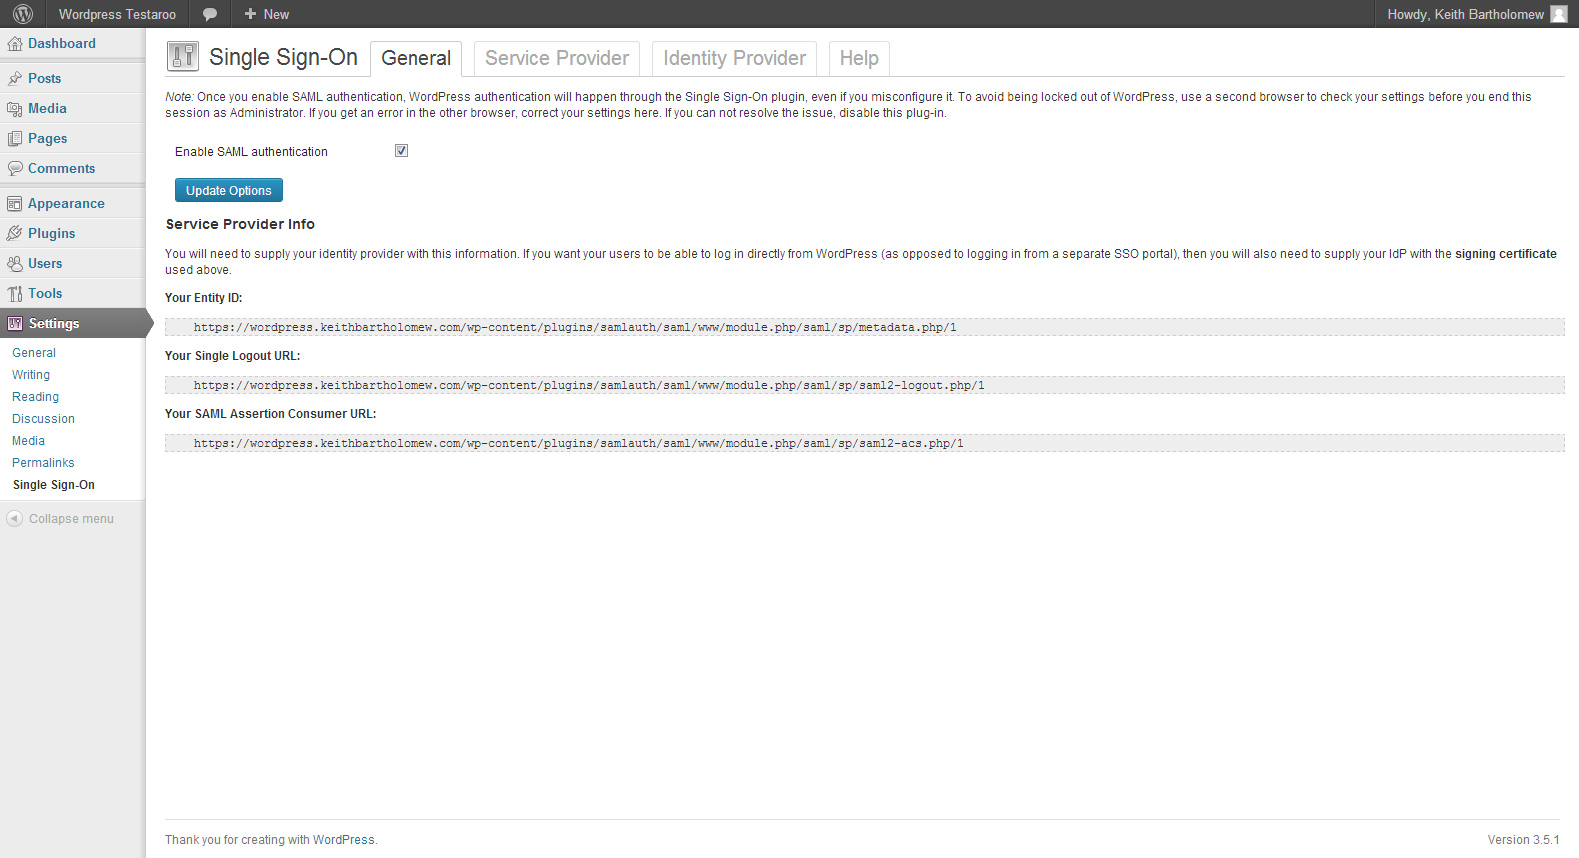 Wordpress Testaroo
New
Howdy, Keith Bartholomew
Dashboard
Posts
Media
Pages
Comments
Appearance
Plugins
Users
Tools
Settings
General
Writing
Reading
Discussion
Media
Permalinks
Single Sign-On
Collapse menu
Single Sign-On General Service Provider Identity Provider Help
Note: Once you enable SAML authentication, WordPress authentication will happen through the Single Sign-On plugin, even if you misconfigure it. To avoid being locked out of WordPress, use a second browser to check your settings before you end this
session as Administrator. If you get an error in the other browser, correct your settings here. If you can not resolve the issue, disable this plug-in.
Enable SAML authentication
Update Options
Service Provider Info
You will need to supply your identity provider with this information. If you want your users to be able to log in directly from WordPress (as opposed to logging in from a separate SSO portal), then you will also need to supply your IdP with the signing certificate
used above.
Your Entity ID:
https://wordpress.keithbartholomew.com/wp-content/plugins/samlauth/saml/www/module.php/saml/sp/metadata.php/1
Your Single Logout URL:
https://wordpress.keithbartholomew.com/wp-content/plugins/samlauth/saml/www/module.php/saml/sp/saml2-logout.php/1
Your SAML Assertion Consumer URL:
https://wordpress.keithbartholomew.com/wp-content/plugins/samlauth/saml/www/module.php/saml/sp/saml2-acs.php/1
Thank you for creating with WordPress.
Version 3.5.1